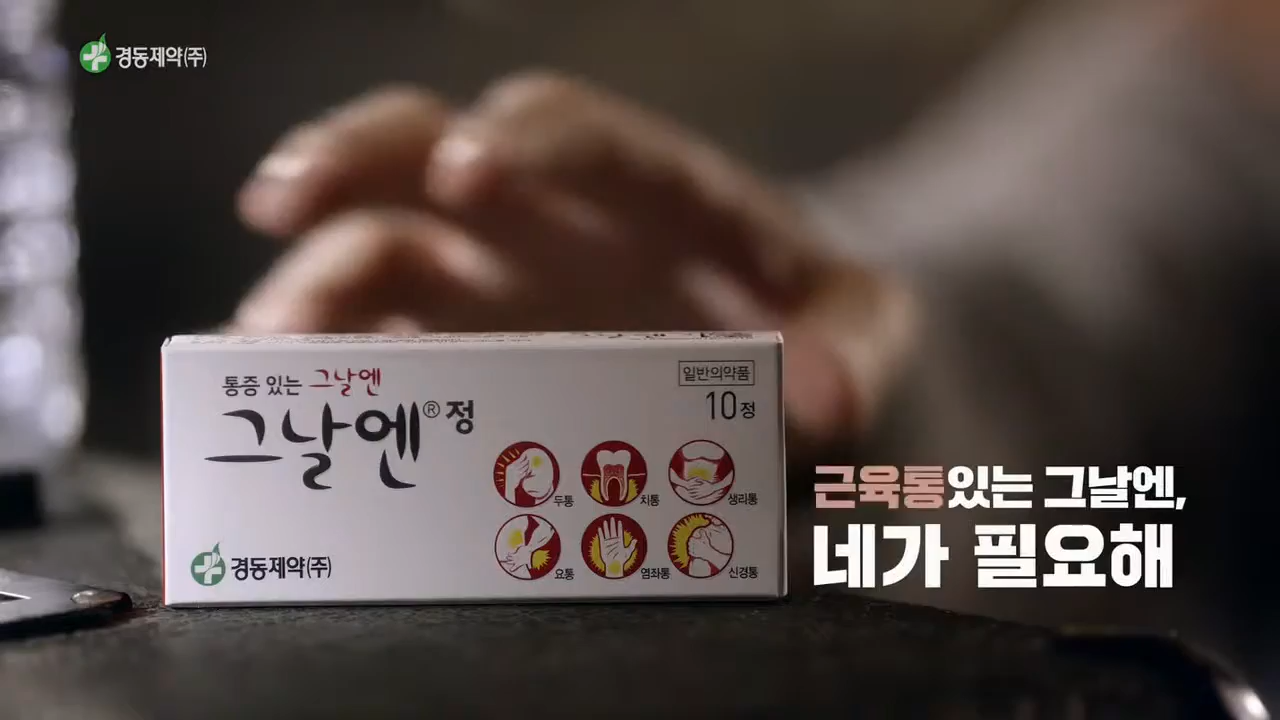 경동제약(주)
통증 있는 그날엔
그날엔®정
일반의약품
10정
두통
치통
생리통
요통
염좌통
신경통
경동제약(주)
근육통있는 그날엔,
네가 필요해